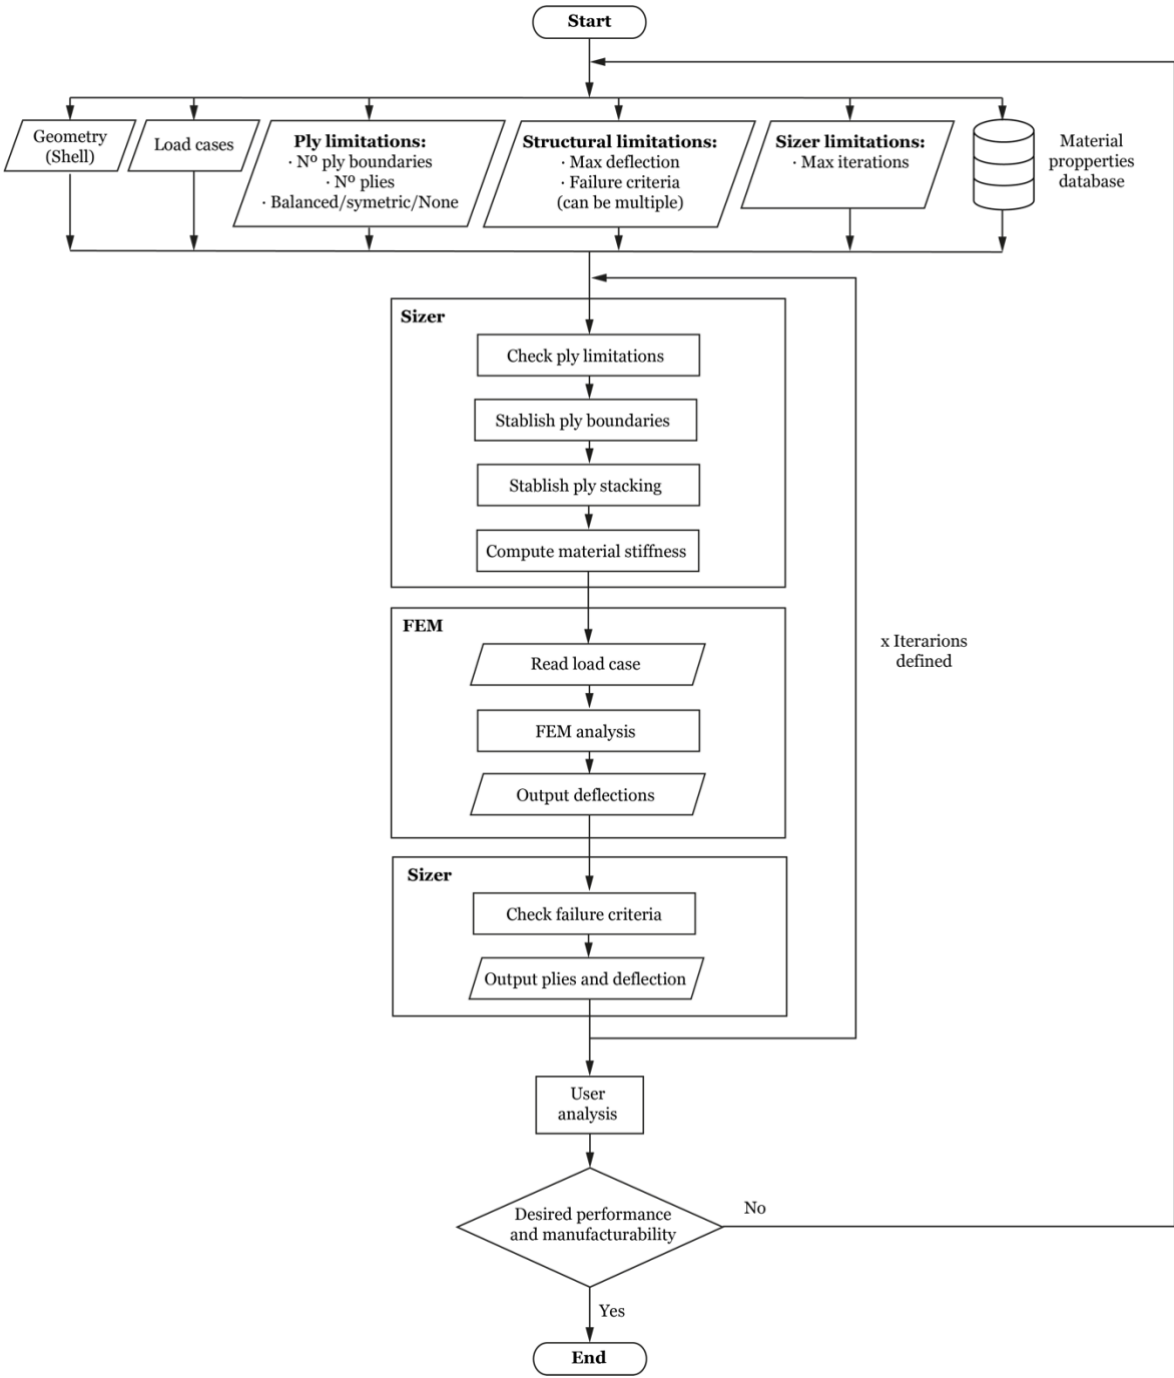 Start
Geometry
(Shell)
Load cases
Ply limitations:
· Nº ply boundaries
· Nº plies
· Balanced/symetric/None
Structural limitations:
· Max deflection
· Failure criteria
(can be multiple)
Sizer limitations:
· Max iterations
Material
propperties
database
Sizer
Check ply limitations
Stablish ply boundaries
Stablish ply stacking
Compute material stiffness
FEM
Read load case
FEM analysis
Output deflections
x Iterarions
defined
Sizer
Check failure criteria
Output plies and deflection
User
analysis
Desired performance
and manufacturability
No
Yes
End